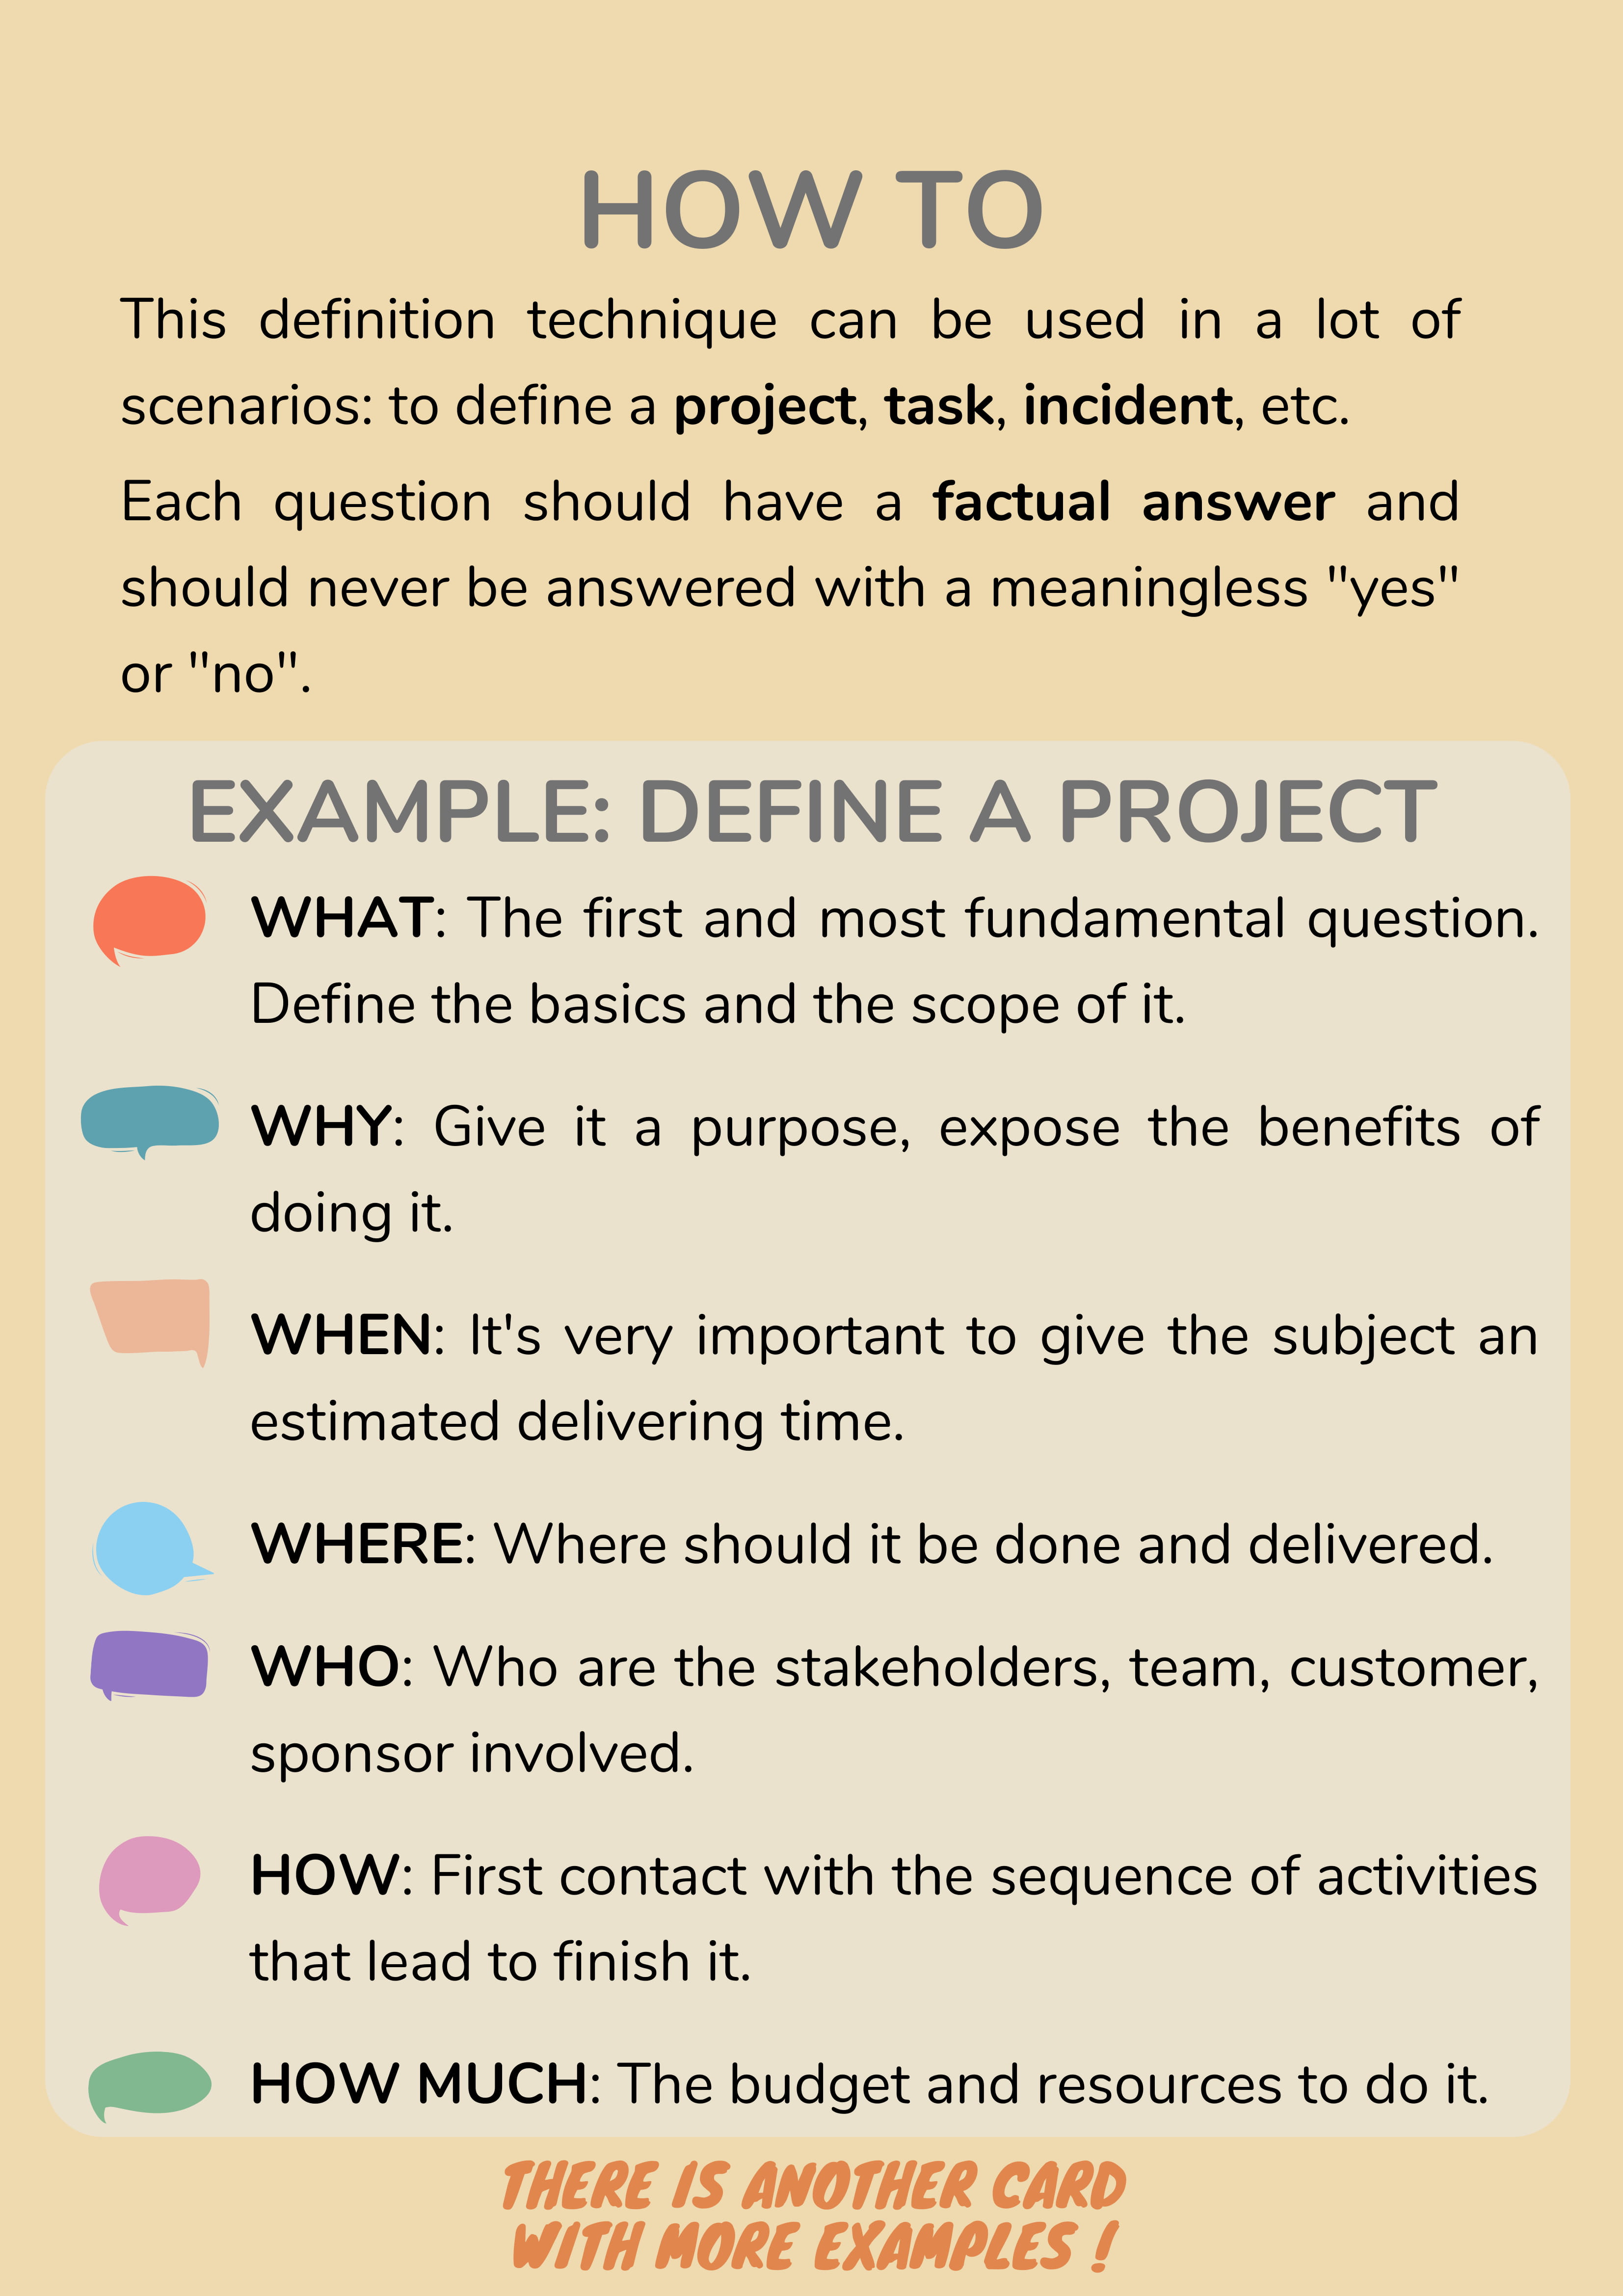 HOW TO
This definition technique can be used in a lot of
scenarios: to define a project, task, incident, etc.
Each question should have a factual answer and
should never be answered with a meaningless "yes"
or "no".
EXAMPLE: DEFINE A PROJECT
WHAT: The first and most fundamental question.
Define the basics and the scope of it.
WHY: Give it a purpose, expose the benefits of
doing it.
WHEN: It's very important to give the subject an
estimated delivering time.
WHERE: Where should it be done and delivered.
WHO: Who are the stakeholders, team, customer,
sponsor involved.
HOW: First contact with the sequence of activities
that lead to finish it.
HOW MUCH: The budget and resources to do it.
THERE IS ANOTHER CARD
WITH MORE EXAMPLES !